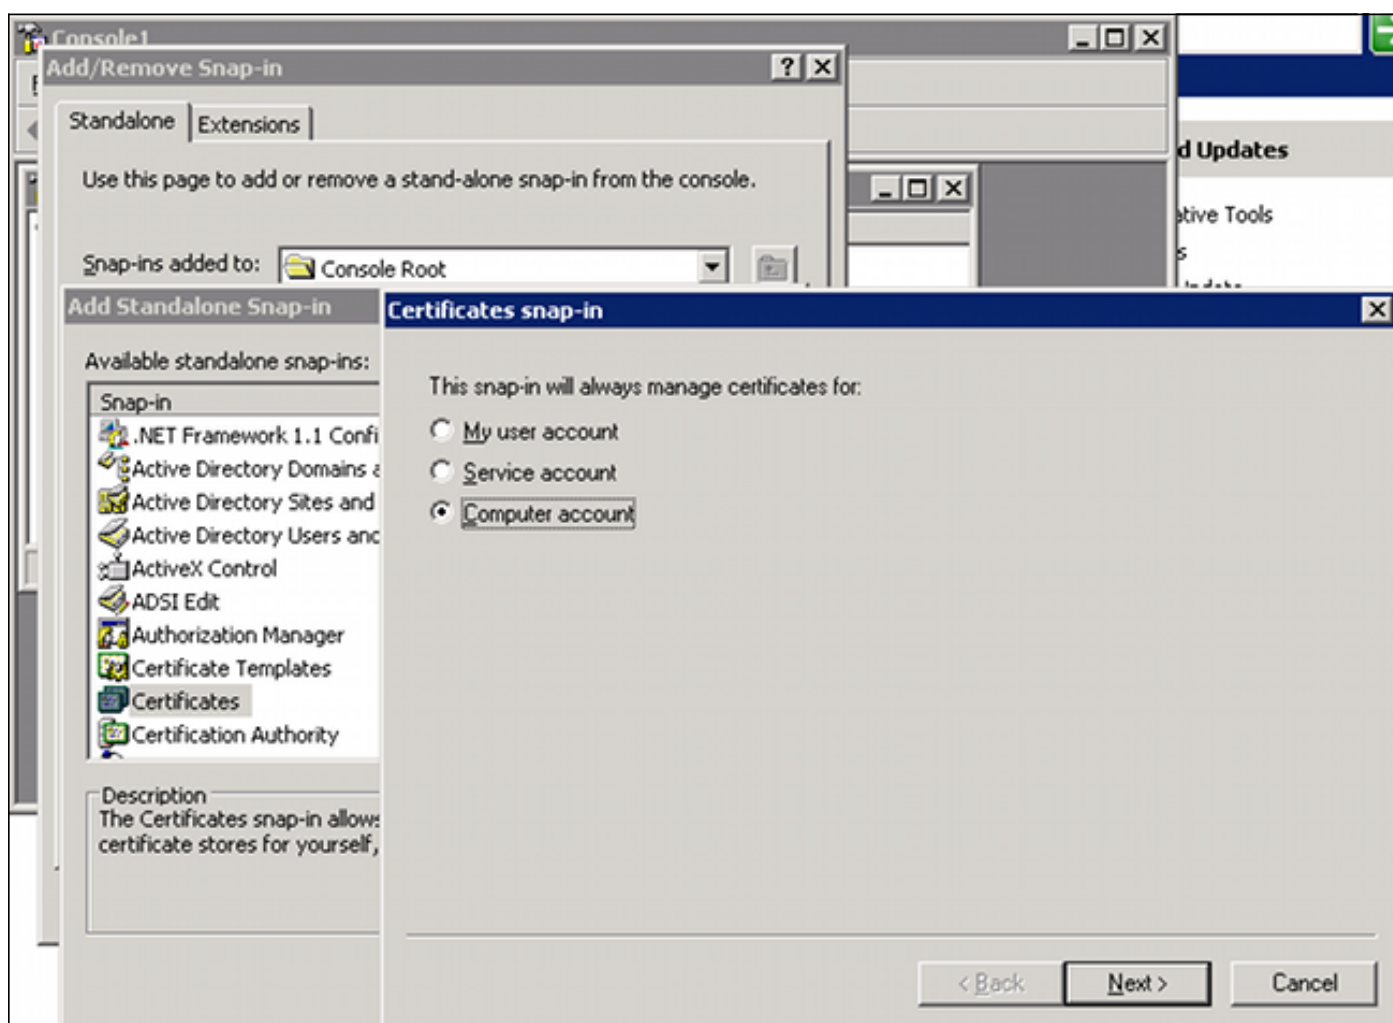 Console1
Add/Remove Snap-in
Standalone
Extensions
d Updates
Use this page to add or remove a stand-alone snap-in from the console.
ative Tools
s
Snap-ins added to:
Console Root
Add Standalone Snap-in
Certificates snap-in
Available standalone snap-ins:
Snap-in
.NET Framework 1.1 Confi
Active Directory Domains a
Active Directory Sites and
Active Directory Users and
ActiveX Control
ADSI Edit
Authorization Manager
Certificate Templates
Certificates
Certification Authority
Description
The Certificates snap-in allows
certificate stores for yourself,
This snap-in will always manage certificates for:
My user account
Service account
Computer account
< Back
Next >
Cancel